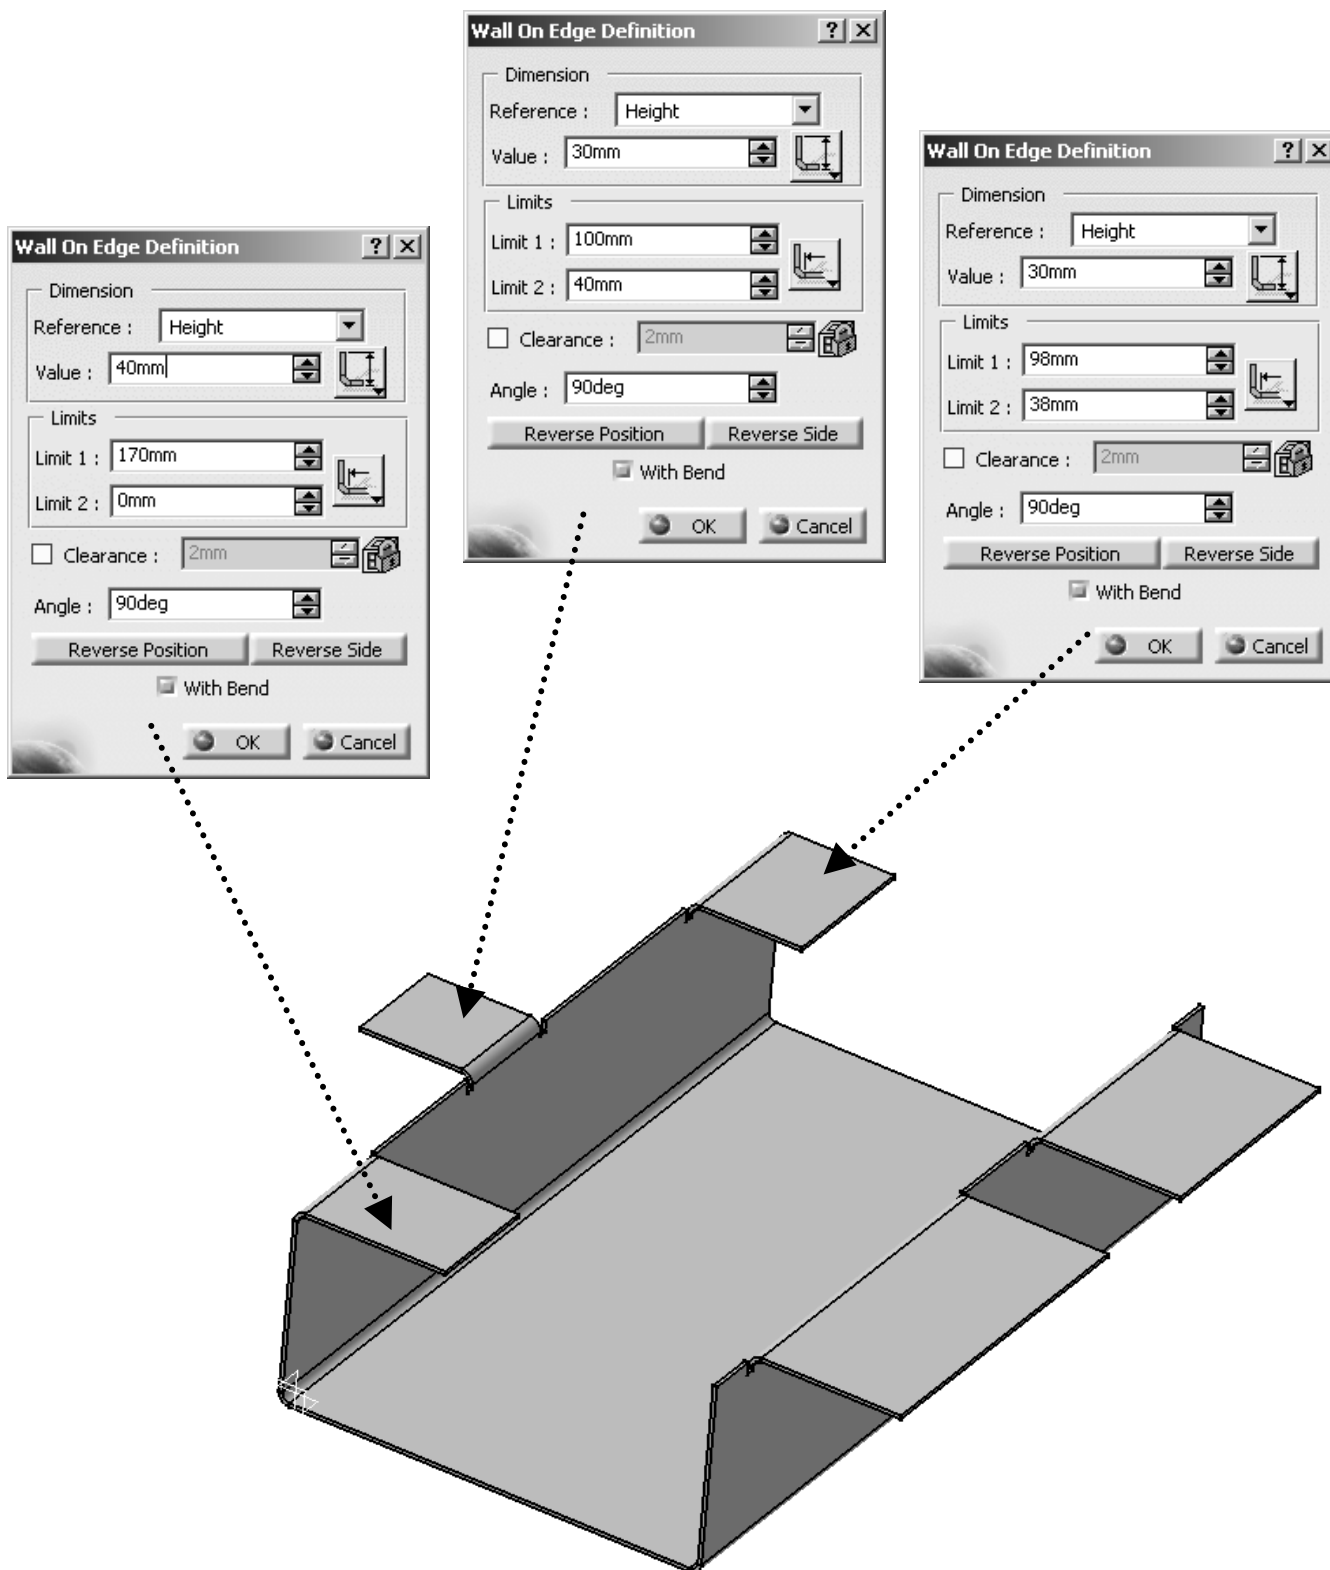 Wall On Edge Definition
Dimension
Reference : Height
Value : 40mm
Limits
Limit 1 : 170mm
Limit 2 : 0mm
Clearance : 2mm
Angle : 90deg
Reverse Position Reverse Side
With Bend
OK Cancel
Wall On Edge Definition
Dimension
Reference : Height
Value : 30mm
Limits
Limit 1 : 100mm
Limit 2 : 40mm
Clearance : 2mm
Angle : 90deg
Reverse Position Reverse Side
With Bend
OK Cancel
Wall On Edge Definition
Dimension
Reference : Height
Value : 30mm
Limits
Limit 1 : 98mm
Limit 2 : 38mm
Clearance : 2mm
Angle : 90deg
Reverse Position Reverse Side
With Bend
OK Cancel